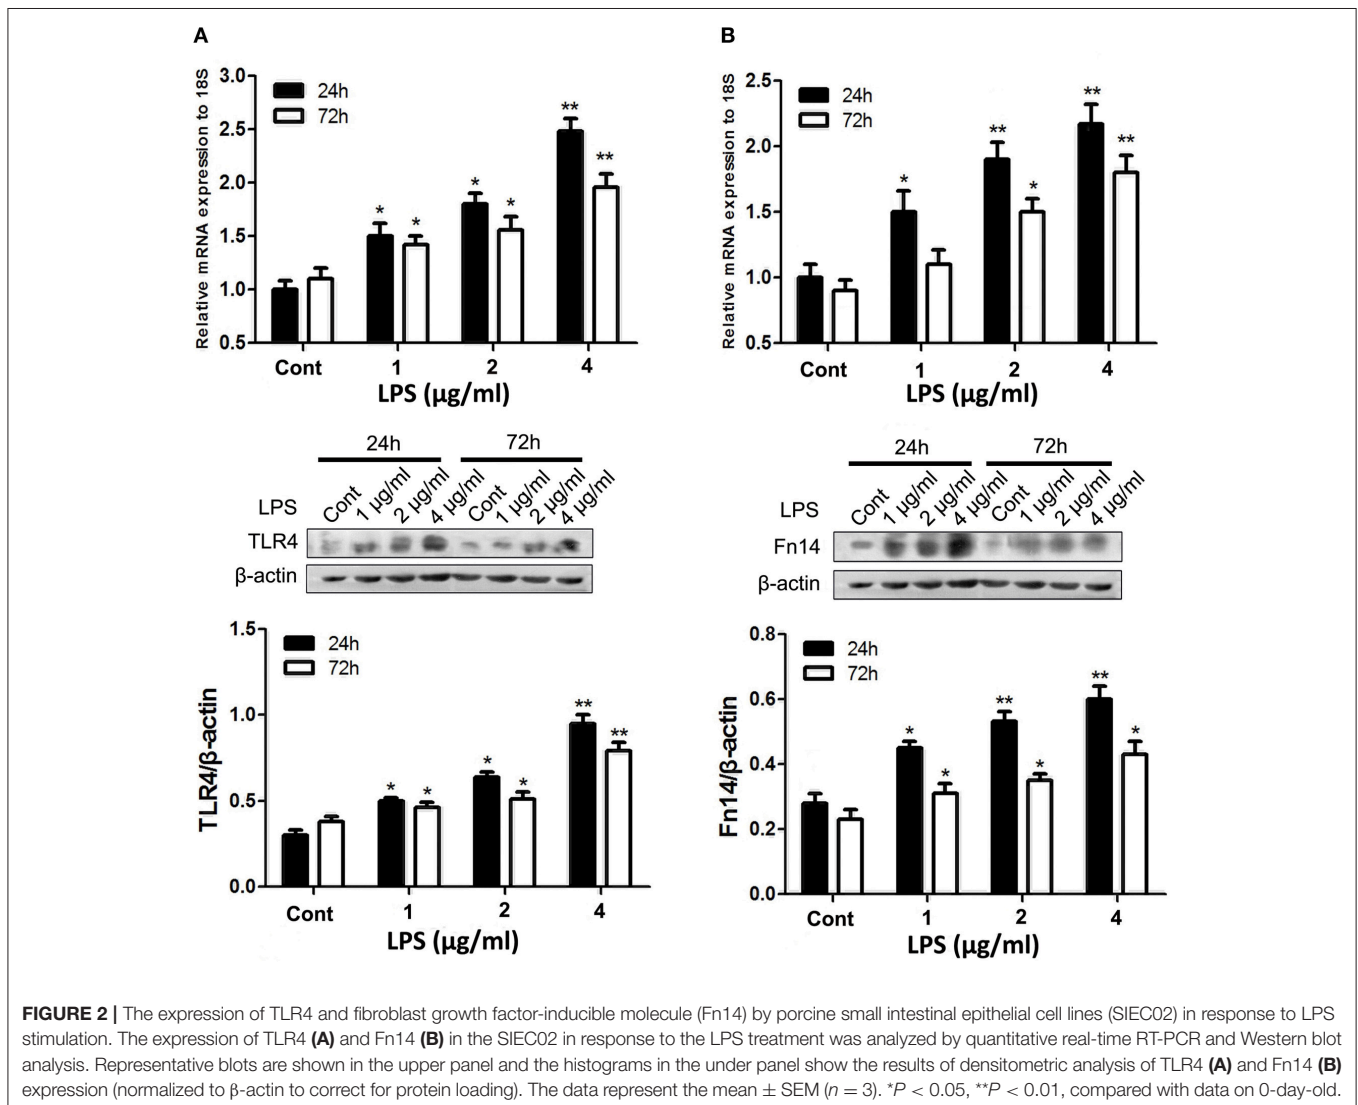 A
Relative mRNA expression to 18S
3.0
2.5
2.0
1.5
1.0
0.5
24h
72h
*
*
*
*
**
**
Cont
1
2
4
LPS (µg/ml)
B
Relative mRNA expression to 18S
2.5
2.0
1.5
1.0
0.5
24h
72h
*
**
*
**
**
Cont
1
2
4
LPS (µg/ml)
24h
72h
LPS
Cont
1 µg/ml
2 µg/ml
4 µg/ml
Cont
1 µg/ml
2 µg/ml
4 µg/ml
TLR4
β-actin
24h
72h
LPS
Cont
1 µg/ml
2 µg/ml
4 µg/ml
Cont
1 µg/ml
2 µg/ml
4 µg/ml
Fn14
β-actin
TLR4/β-actin
1.5
1.0
0.5
0.0
24h
72h
*
*
*
*
**
**
Cont
1
2
4
LPS (µg/ml)
Fn14/β-actin
0.8
0.6
0.4
0.2
0.0
24h
72h
*
*
**
*
**
*
Cont
1
2
4
LPS (µg/ml)
FIGURE 2 | The expression of TLR4 and fibroblast growth factor-inducible molecule (Fn14) by porcine small intestinal epithelial cell lines (SIEC02) in response to LPS
stimulation. The expression of TLR4 (A) and Fn14 (B) in the SIEC02 in response to the LPS treatment was analyzed by quantitative real-time RT-PCR and Western blot
analysis. Representative blots are shown in the upper panel and the histograms in the under panel show the results of densitometric analysis of TLR4 (A) and Fn14 (B)
expression (normalized to β-actin to correct for protein loading). The data represent the mean ± SEM (n = 3). *P < 0.05, **P < 0.01, compared with data on 0-day-old.